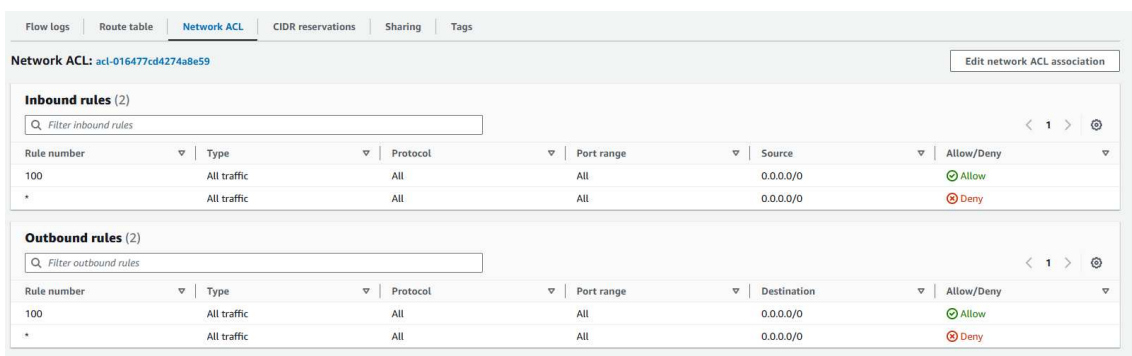 Flow logs Route table Network ACL CIDR reservations Sharing Tags
Network ACL: acl-016477cd4274a8e59 Edit network ACL association
Inbound rules (2)
Filter inbound rules 1
Rule number Type Protocol Port range Source Allow/Deny
100 All traffic All All 0.0.0.0/0 Allow
* All traffic All All 0.0.0.0/0 Deny
Outbound rules (2)
Filter outbound rules 1
Rule number Type Protocol Port range Destination Allow/Deny
100 All traffic All All 0.0.0.0/0 Allow
* All traffic All All 0.0.0.0/0 Deny